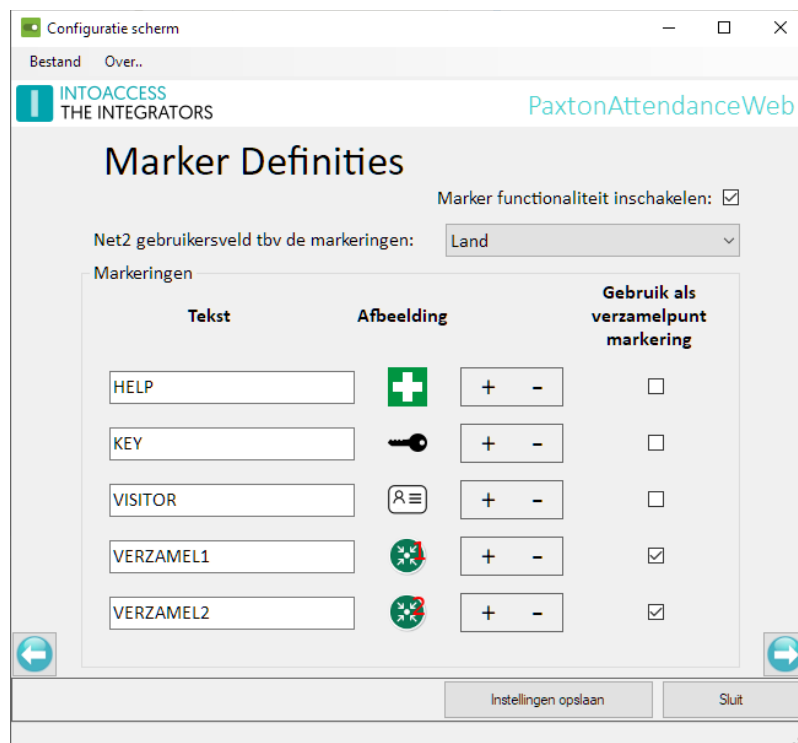 Configuratie scherm
Bestand Over..
INTOACCESS
THE INTEGRATORS
PaxtonAttendanceWeb
Marker Definities
Marker functionaliteit inschakelen:
Net2 gebruikersveld tbv de markeringen: Land
Markeringen
Tekst Afbeelding Gebruik als
verzamelpunt
markering
HELP + -
KEY + -
VISITOR + -
VERZAMEL1 1 + -
VERZAMEL2 2 + -
Instellingen opslaan Sluit